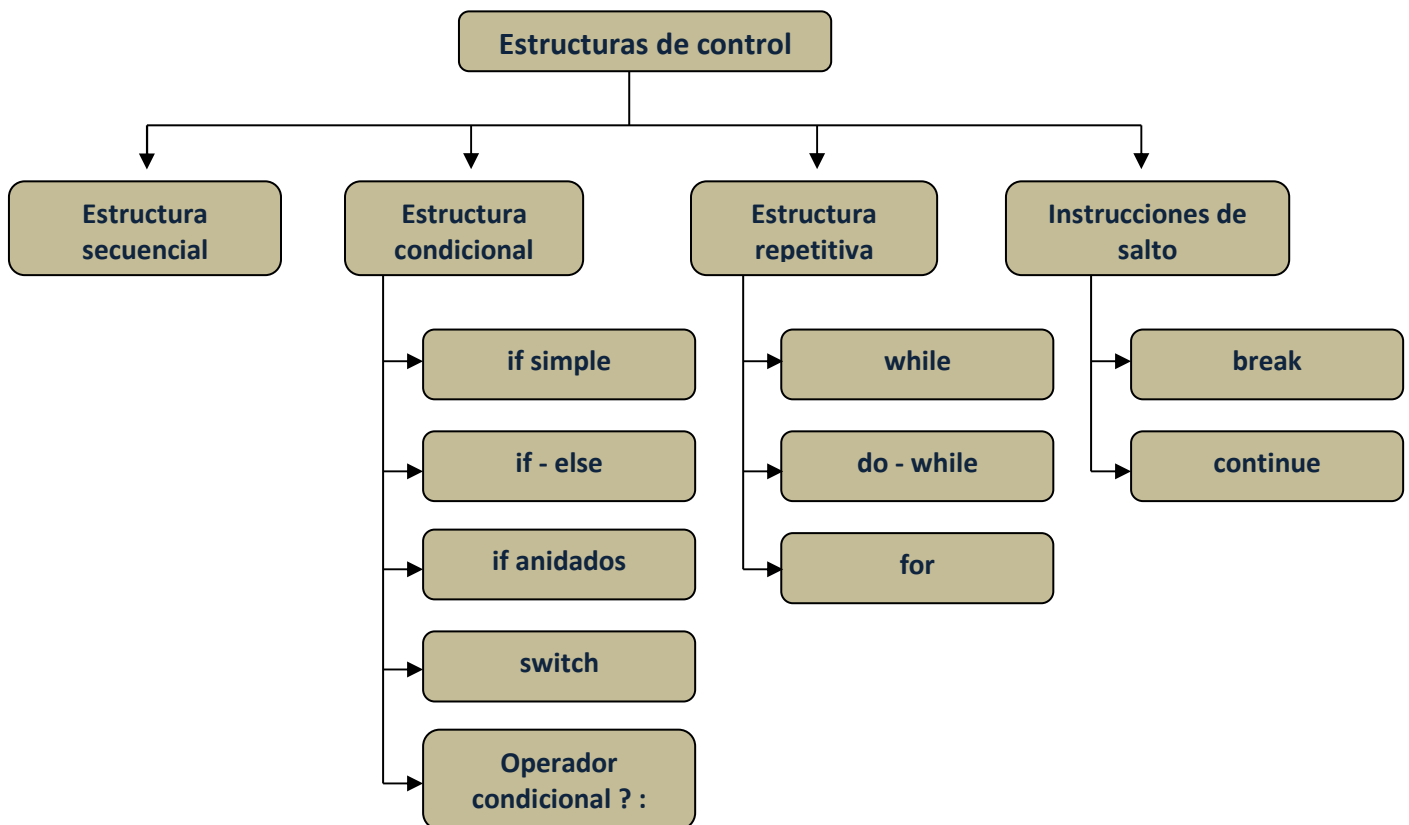 Estructuras de control
Estructura
secuencial
Estructura
condicional
Estructura
repetitiva
Instrucciones de
salto
if simple
if - else
if anidados
switch
Operador
condicional ? :
while
do - while
for
break
continue